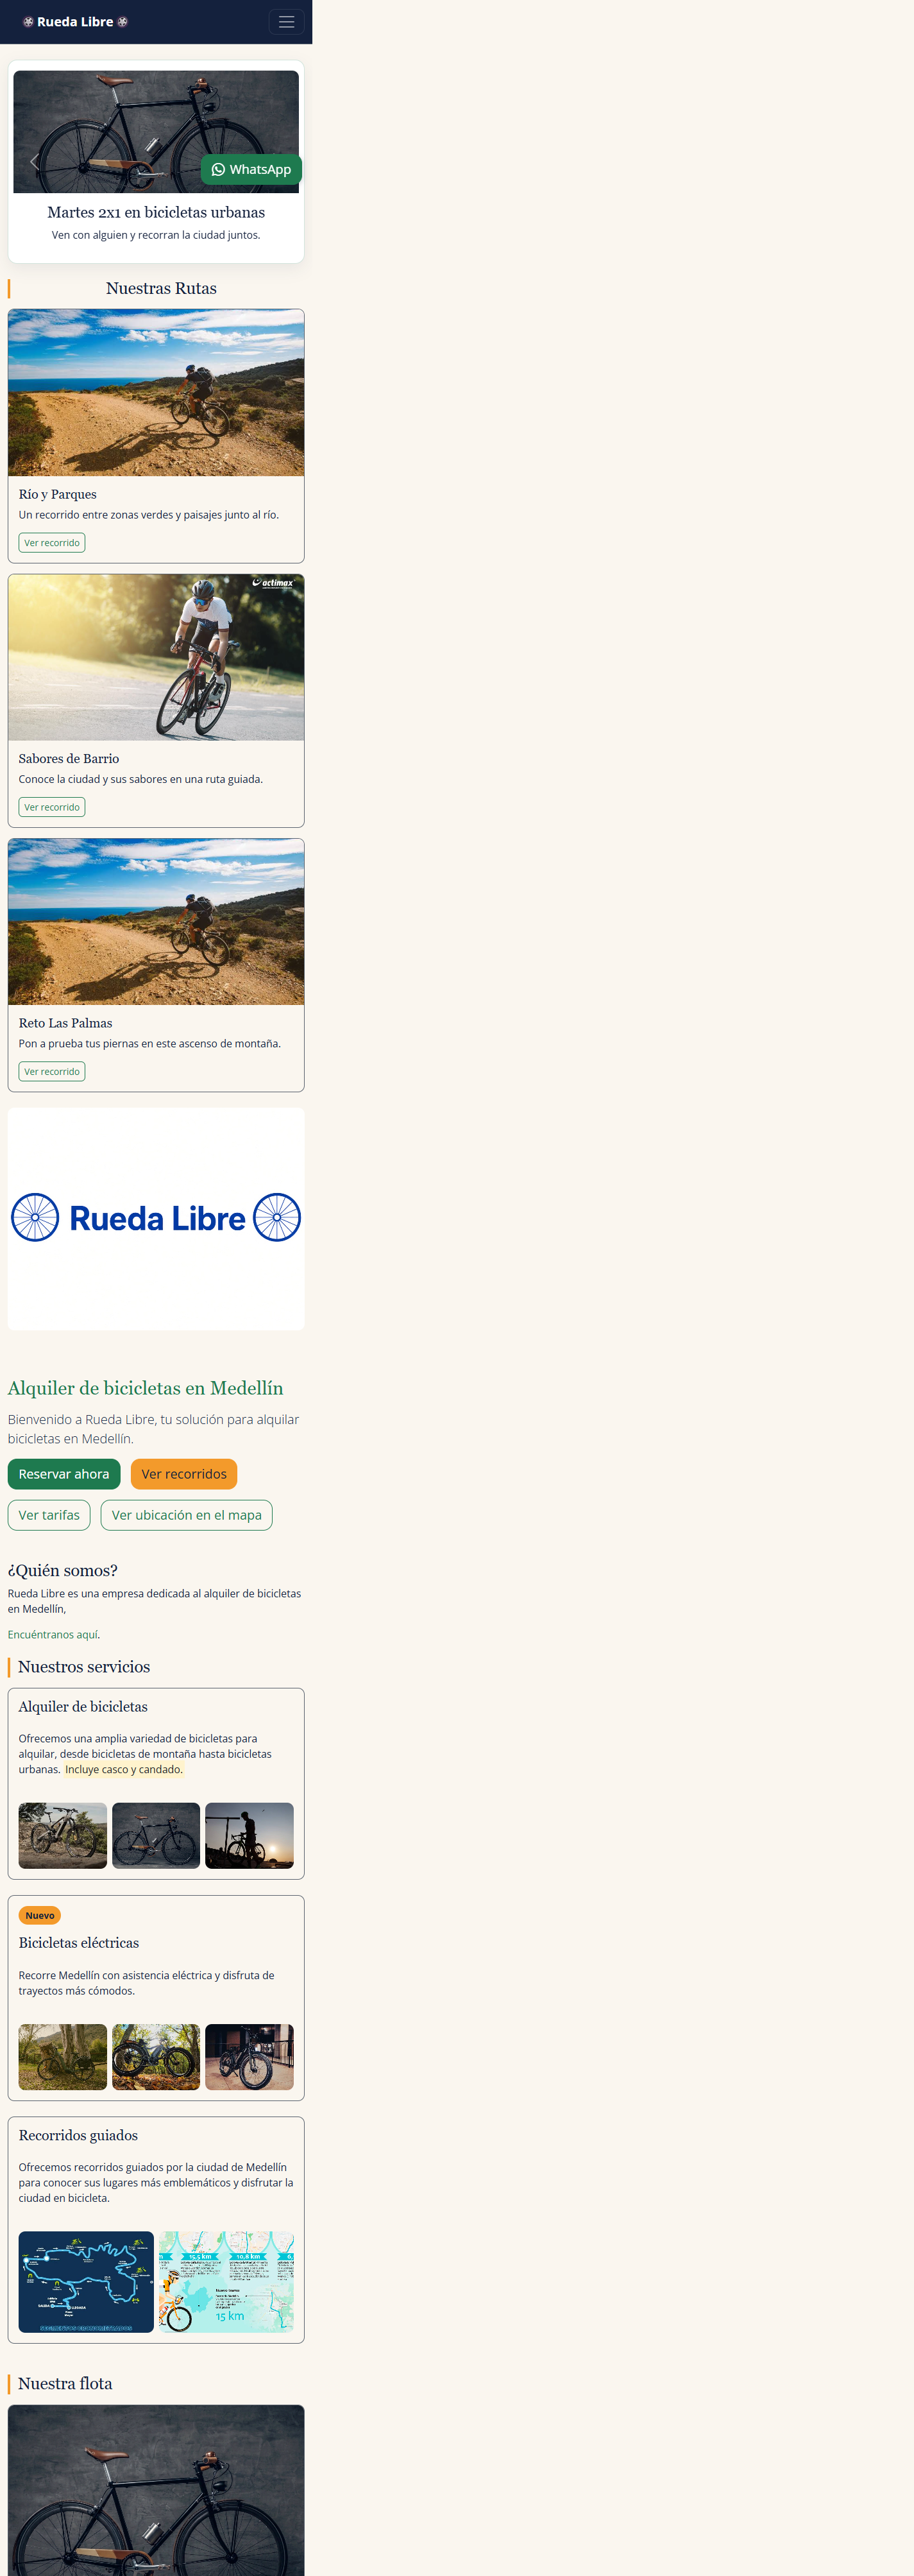 Rueda Libre
WhatsApp
Martes 2x1 en bicicletas urbanas
Ven con alguien y recorran la ciudad juntos.
Nuestras Rutas
Río y Parques
Un recorrido entre zonas verdes y paisajes junto al río.
Ver recorrido
actimax
Sabores de Barrio
Conoce la ciudad y sus sabores en una ruta guiada.
Ver recorrido
Reto Las Palmas
Pon a prueba tus piernas en este ascenso de montaña.
Ver recorrido
Rueda Libre
Alquiler de bicicletas en Medellín
Bienvenido a Rueda Libre, tu solución para alquilar
bicicletas en Medellín.
Reservar ahora
Ver recorridos
Ver tarifas
Ver ubicación en el mapa
¿Quién somos?
Rueda Libre es una empresa dedicada al alquiler de bicicletas
en Medellín,
Encuéntranos aquí.
Nuestros servicios
Alquiler de bicicletas
Ofrecemos una amplia variedad de bicicletas para
alquilar, desde bicicletas de montaña hasta bicicletas
urbanas. Incluye casco y candado.
Nuevo
Bicicletas eléctricas
Recorre Medellín con asistencia eléctrica y disfruta de
trayectos más cómodos.
Recorridos guiados
Ofrecemos recorridos guiados por la ciudad de Medellín
para conocer sus lugares más emblemáticos y disfrutar la
ciudad en bicicleta.
15,5 km
10,8 km
15 km
Nuestra flota